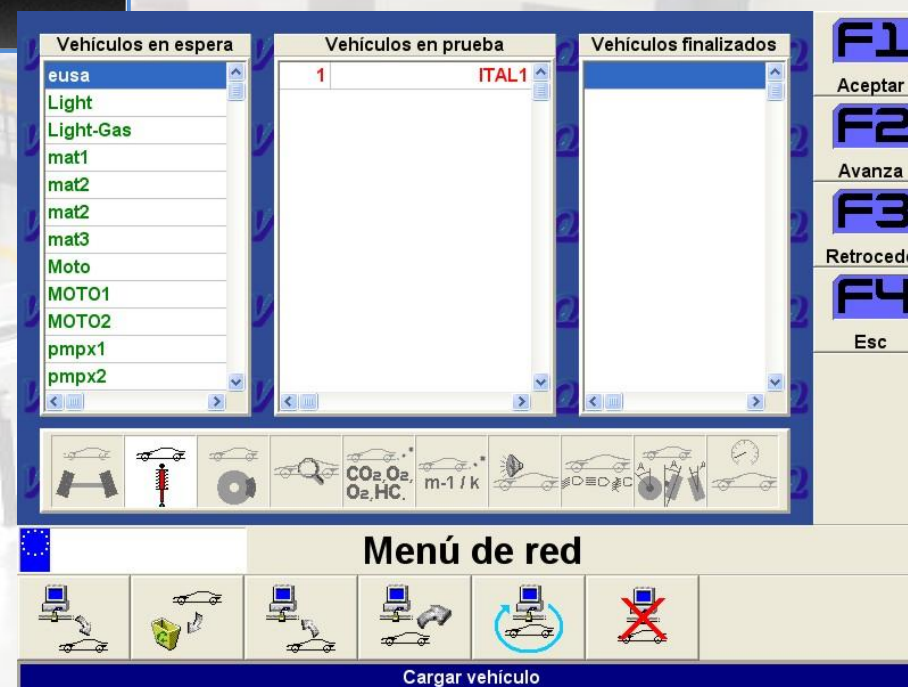 Vehículos en espera
eusa
Light
Light-Gas
mat1
mat2
mat2
mat3
Moto
MOTO1
MOTO2
pmpx1
pmpx2
Vehículos en prueba
1 ITAL1
Vehículos finalizados
F1
Aceptar
F2
Avanza
F3
Retrocede
F4
Esc
CO2,O2,
O2,HC.
m-1 / k
Menú de red
Cargar vehículo